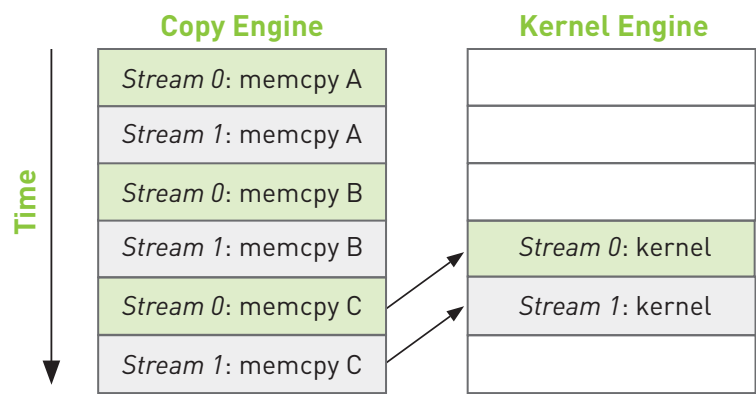 Copy Engine
Kernel Engine
Time
Stream 0: memcpy A
Stream 1: memcpy A
Stream 0: memcpy B
Stream 1: memcpy B
Stream 0: kernel
Stream 0: memcpy C
Stream 1: kernel
Stream 1: memcpy C